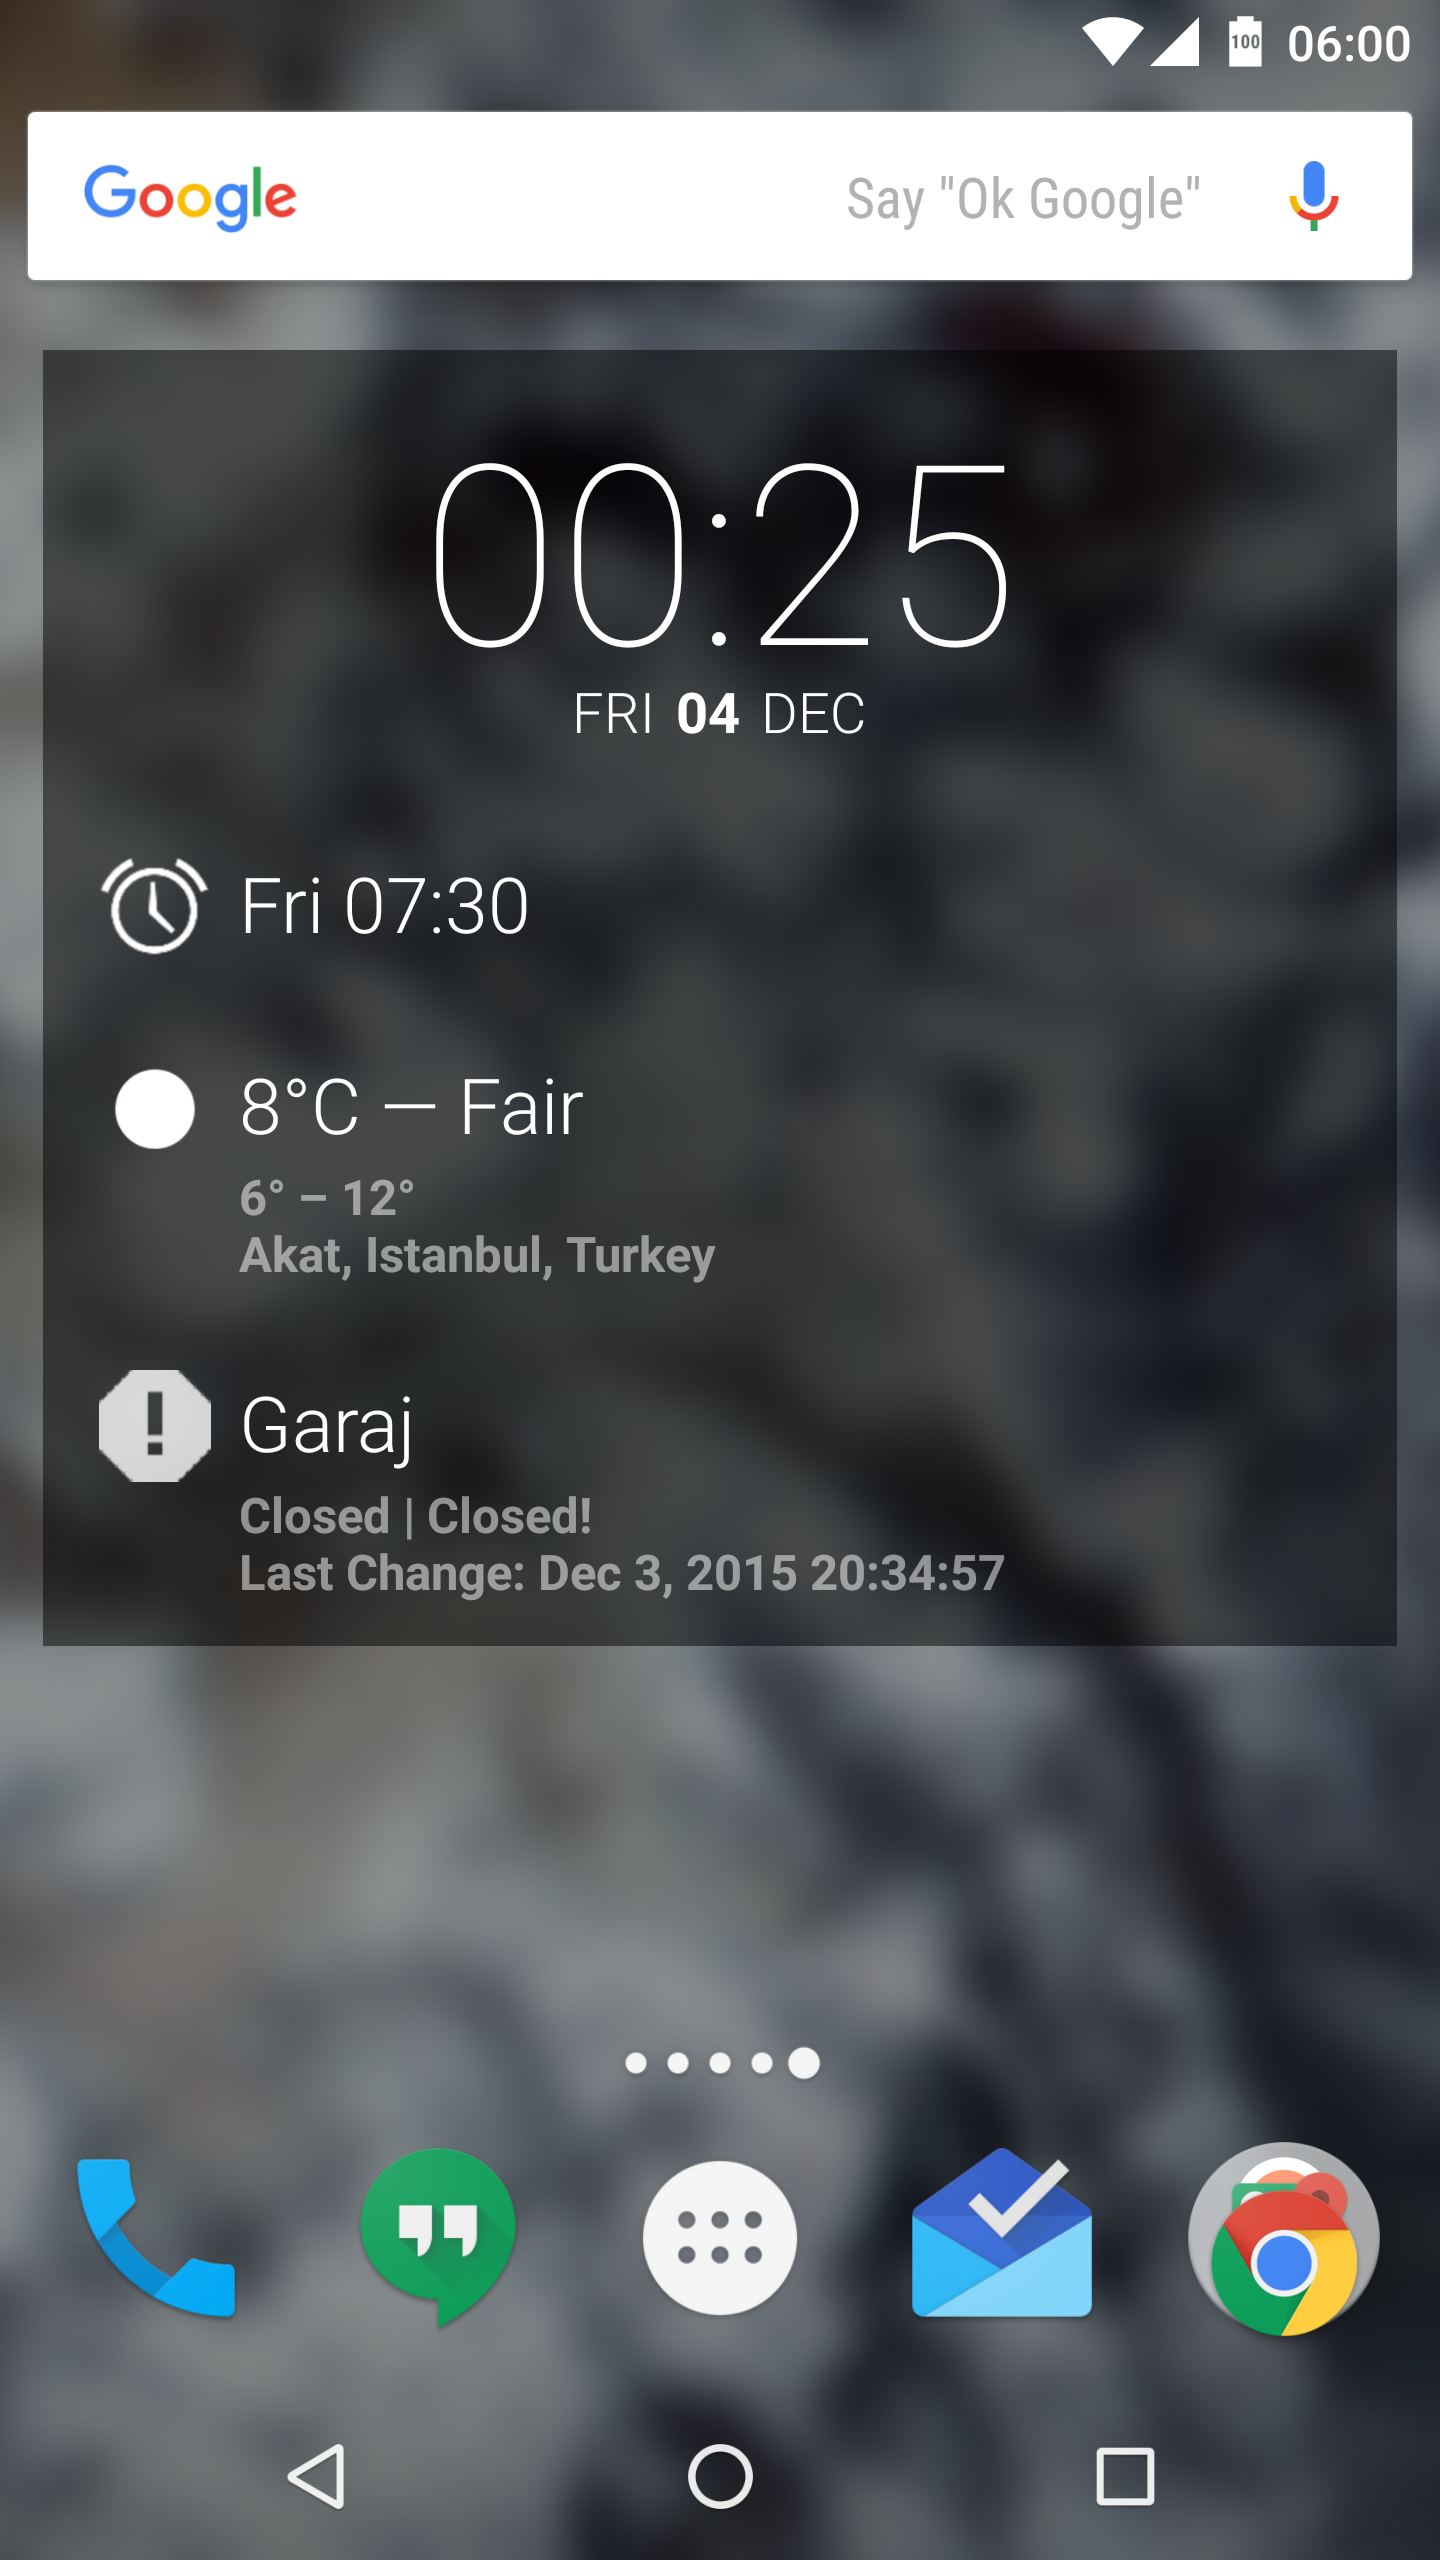 100 06:00
Google Say "Ok Google"
00:25
FRI 04 DEC
Fri 07:30
8°C — Fair
6° – 12°
Akat, Istanbul, Turkey
Garaj
Closed | Closed!
Last Change: Dec 3, 2015 20:34:57